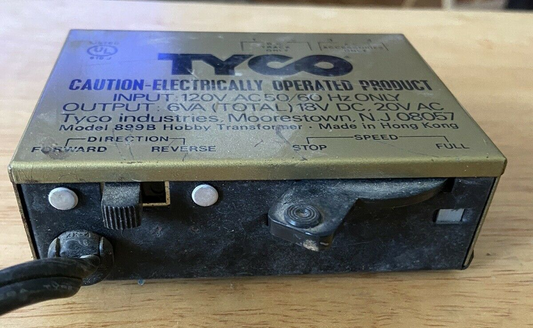 UL
TYCO
CAUTION-ELECTRICALLY OPERATED PRODUCT
INPUT: 120V AC 50/60 Hz ONLY
OUTPUT: 6VA (TOTAL) 18V DC. 20V AC
Tyco industries, Moorestown, N.J. 08057
Model 899B Hobby Transformer · Made in Hong Kong
DIRECTION
SPEED
FORWARD REVERSE STOP FULL